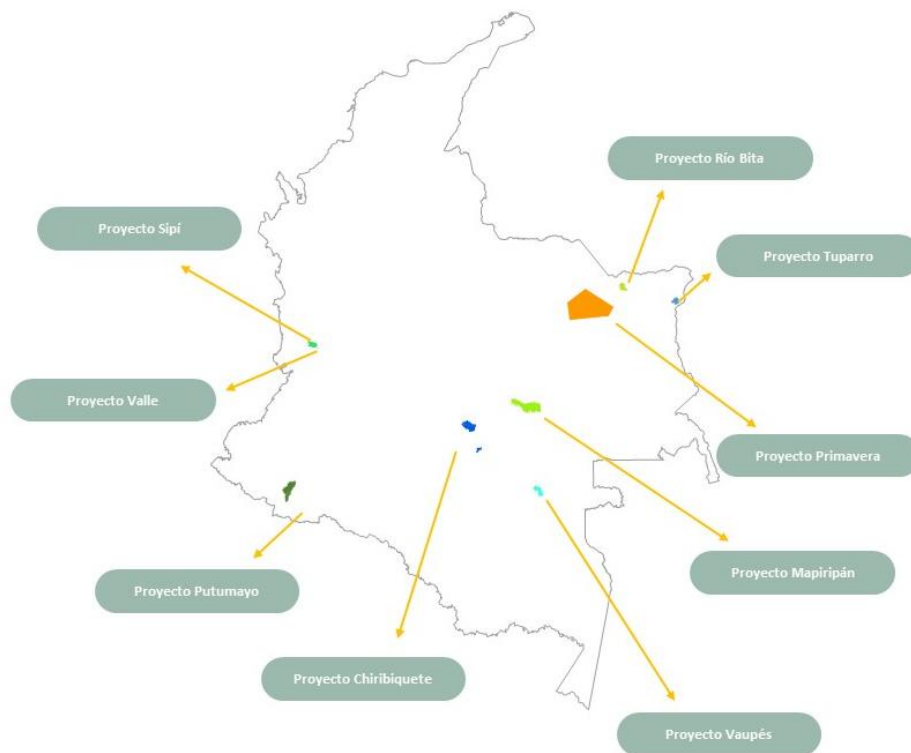 Proyecto Río Bita
Proyecto Sipí
Proyecto Tuparro
Proyecto Valle
Proyecto Primavera
Proyecto Mapiripán
Proyecto Putumayo
Proyecto Chiribiquete
Proyecto Vaupés